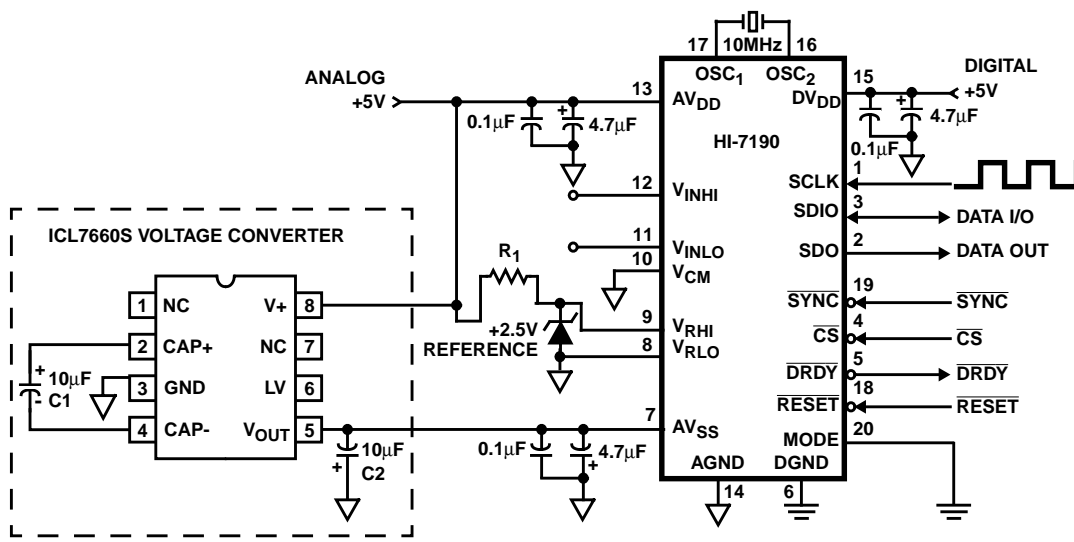 17 10MHz 16
OSC1 OSC2
ANALOG
+5V
13
AVDD
15
DVDD
DIGITAL
+5V
0.1μF
+
4.7μF
+
4.7μF
0.1μF
HI-7190
12
VINHI
11
VINLO
10
VCM
R1
+2.5V
REFERENCE
9
VRHI
8
VRLO
7
AVSS
1
SCLK
3
SDIO
DATA I/O
2
SDO
DATA OUT
19
SYNC
SYNC
4
CS
CS
5
DRDY
DRDY
18
RESET
RESET
20
MODE
AGND
14
DGND
6
ICL7660S VOLTAGE CONVERTER
1 NC
V+ 8
2 CAP+
NC 7
3 GND
LV 6
4 CAP-
VOUT 5
+
10μF
-
C1
10μF
+
C2
0.1μF
4.7μF
+